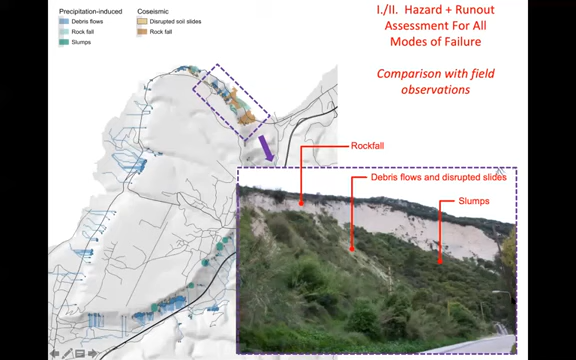 Precipitation-induced
Debris flows
Rock fall
Slumps
Coseismic
Disrupted soil slides
Rock fall
I./II. Hazard + Runout
Assessment For All
Modes of Failure
Comparison with field
observations
Rockfall
Debris flows and disrupted slides
Slumps